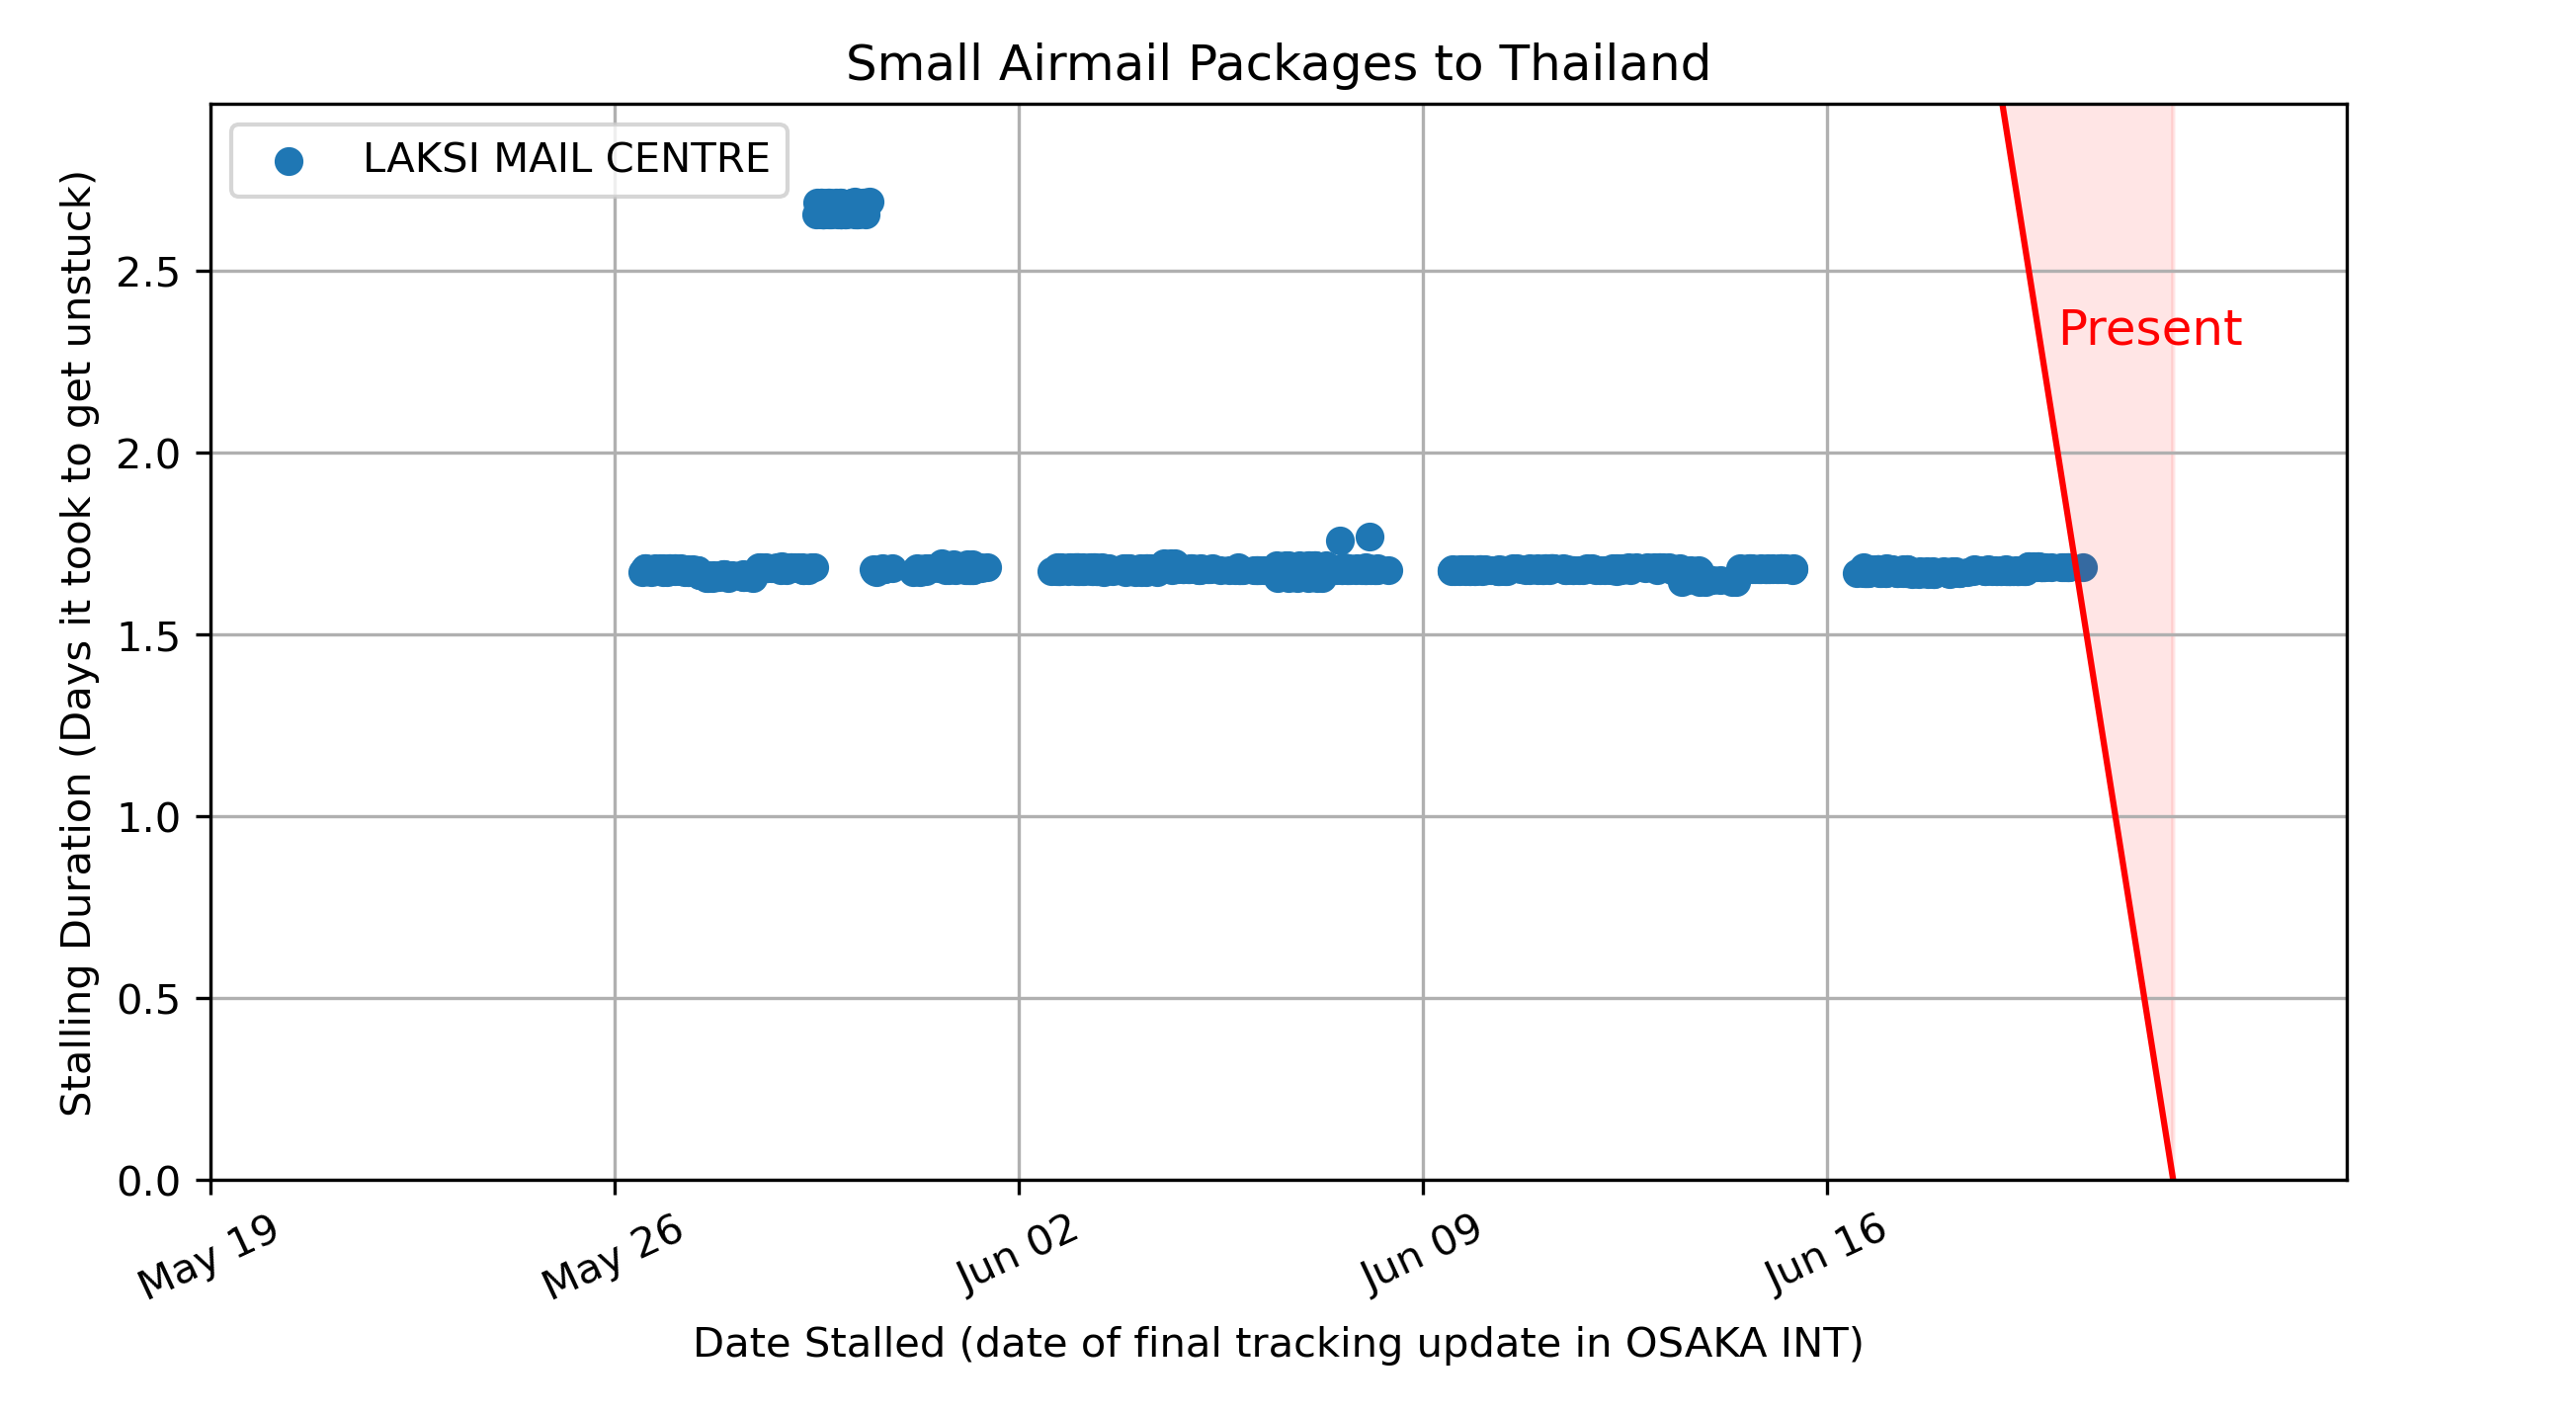 Small Airmail Packages to Thailand
LAKSI MAIL CENTRE
Present
Stalling Duration (Days it took to get unstuck)
2.5
2.0
1.5
1.0
0.5
0.0
May 19
May 26
Jun 02
Jun 09
Jun 16
Date Stalled (date of final tracking update in OSAKA INT)